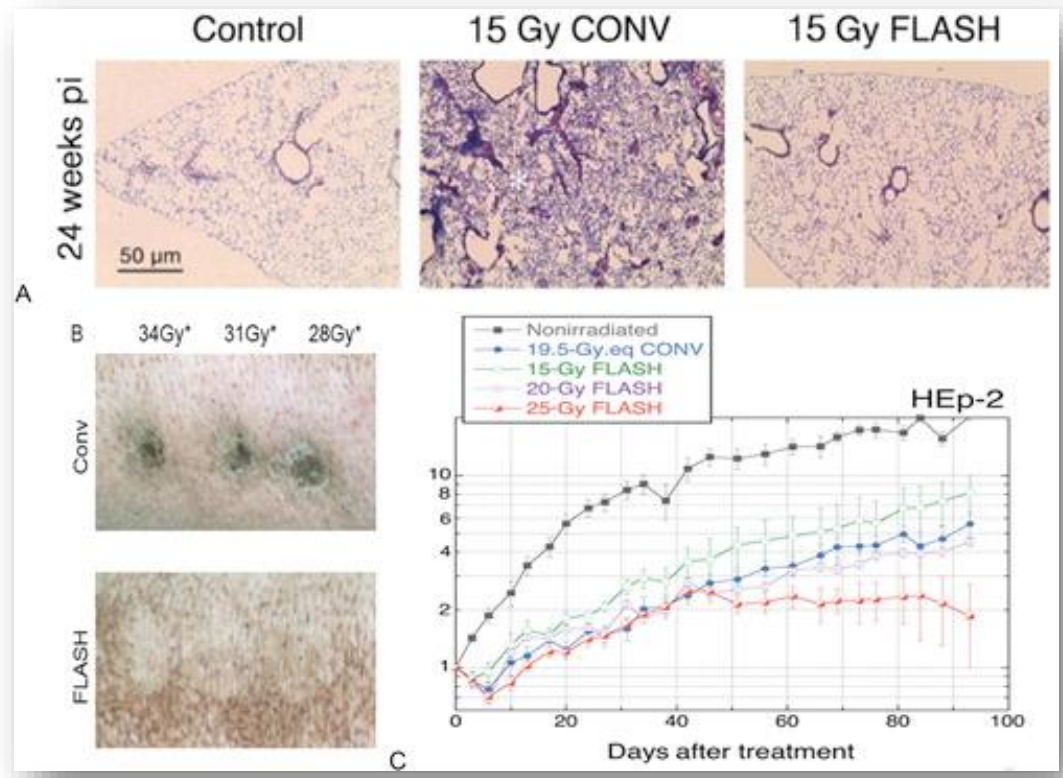 Control 15 Gy CONV 15 Gy FLASH
24 weeks pi
50 µm
A
B 34Gy* 31Gy* 28Gy*
Conv
FLASH
Nonirradiated
19.5-Gy.eq CONV
15-Gy FLASH
20-Gy FLASH
25-Gy FLASH
HEp-2
10
8
6
4
2
1
0 20 40 60 80 100
Days after treatment
C